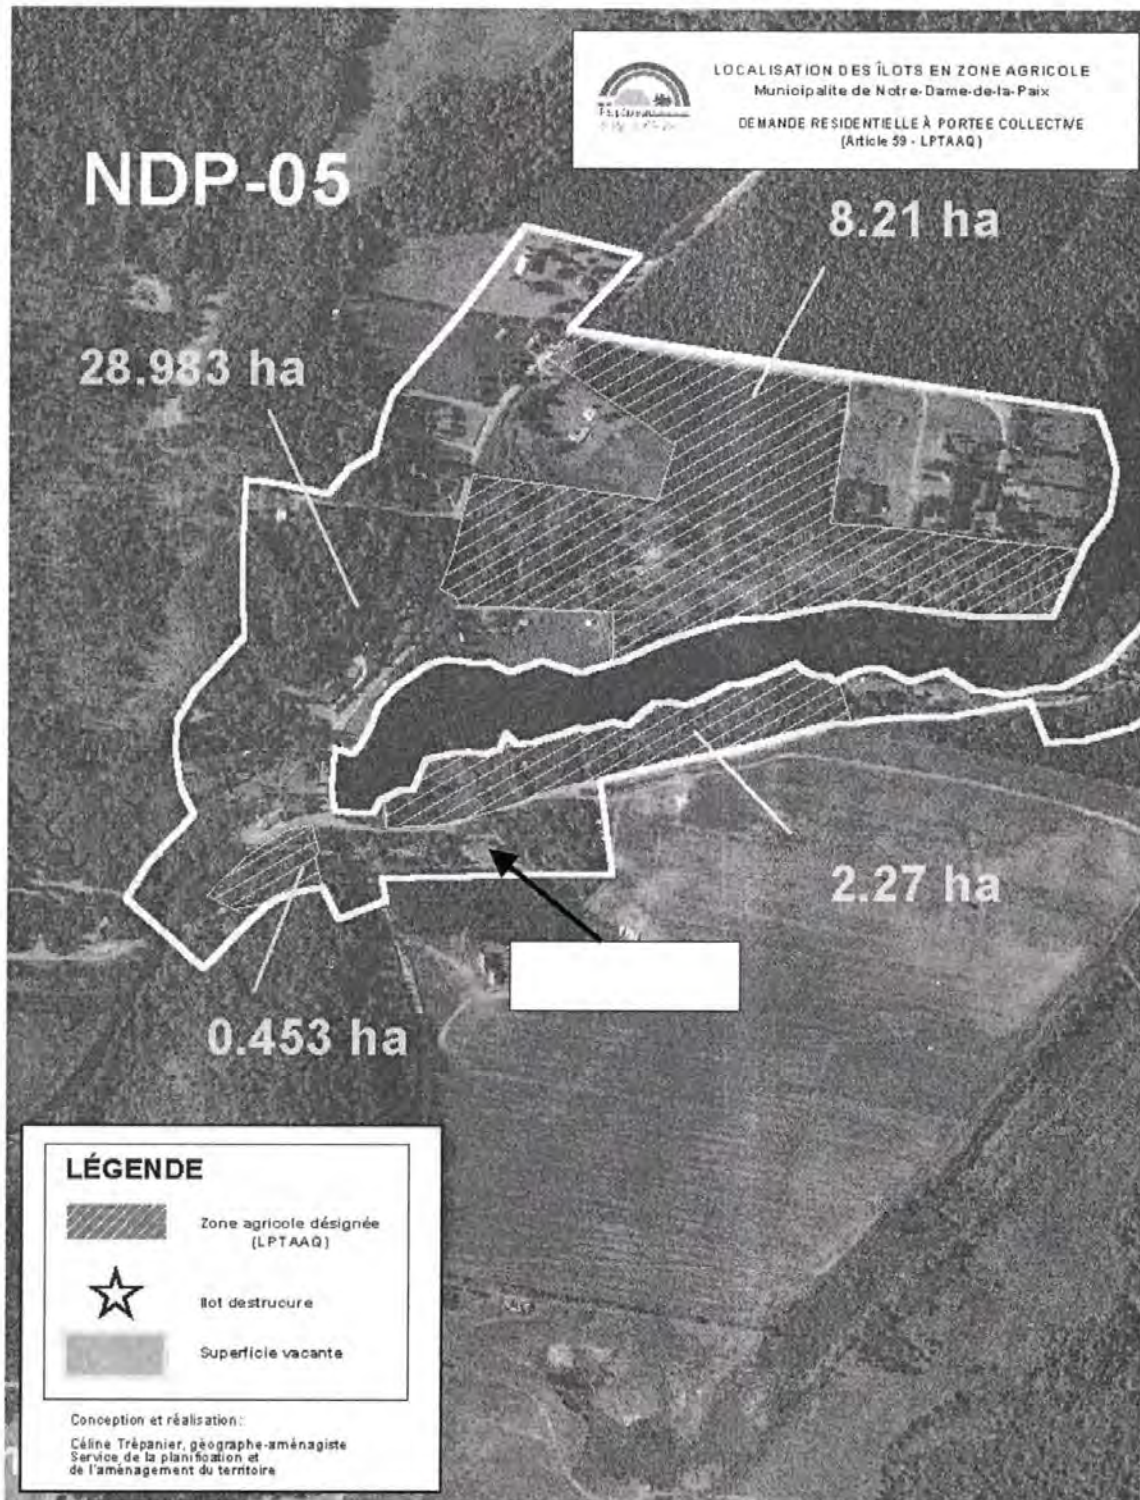 LOCALISATION DES ÎLOTS EN ZONE AGRICOLE
Municipalite de Notre-Dame-de-la-Paix
DEMANDE RESIDENTIELLE À PORTEE COLLECTIVE
(Article 59 - LPTAAQ)
NDP-05
8.21 ha
28.983 ha
2.27 ha
0.453 ha
LÉGENDE
Zone agricole désignée
(LPTAAQ)
Ilot destrucure
Superficie vacante
Conception et réalisation:
Céline Trépanier, géographe-aménagiste
Service de la planification et
de l'aménagement du territoire